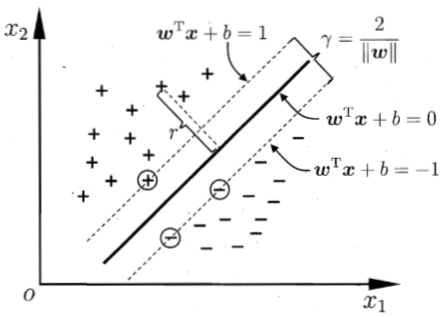 x₂
wᵀx + b = 1
γ = 2 / ‖w‖
r
wᵀx + b = 0
wᵀx + b = −1
O
x₁